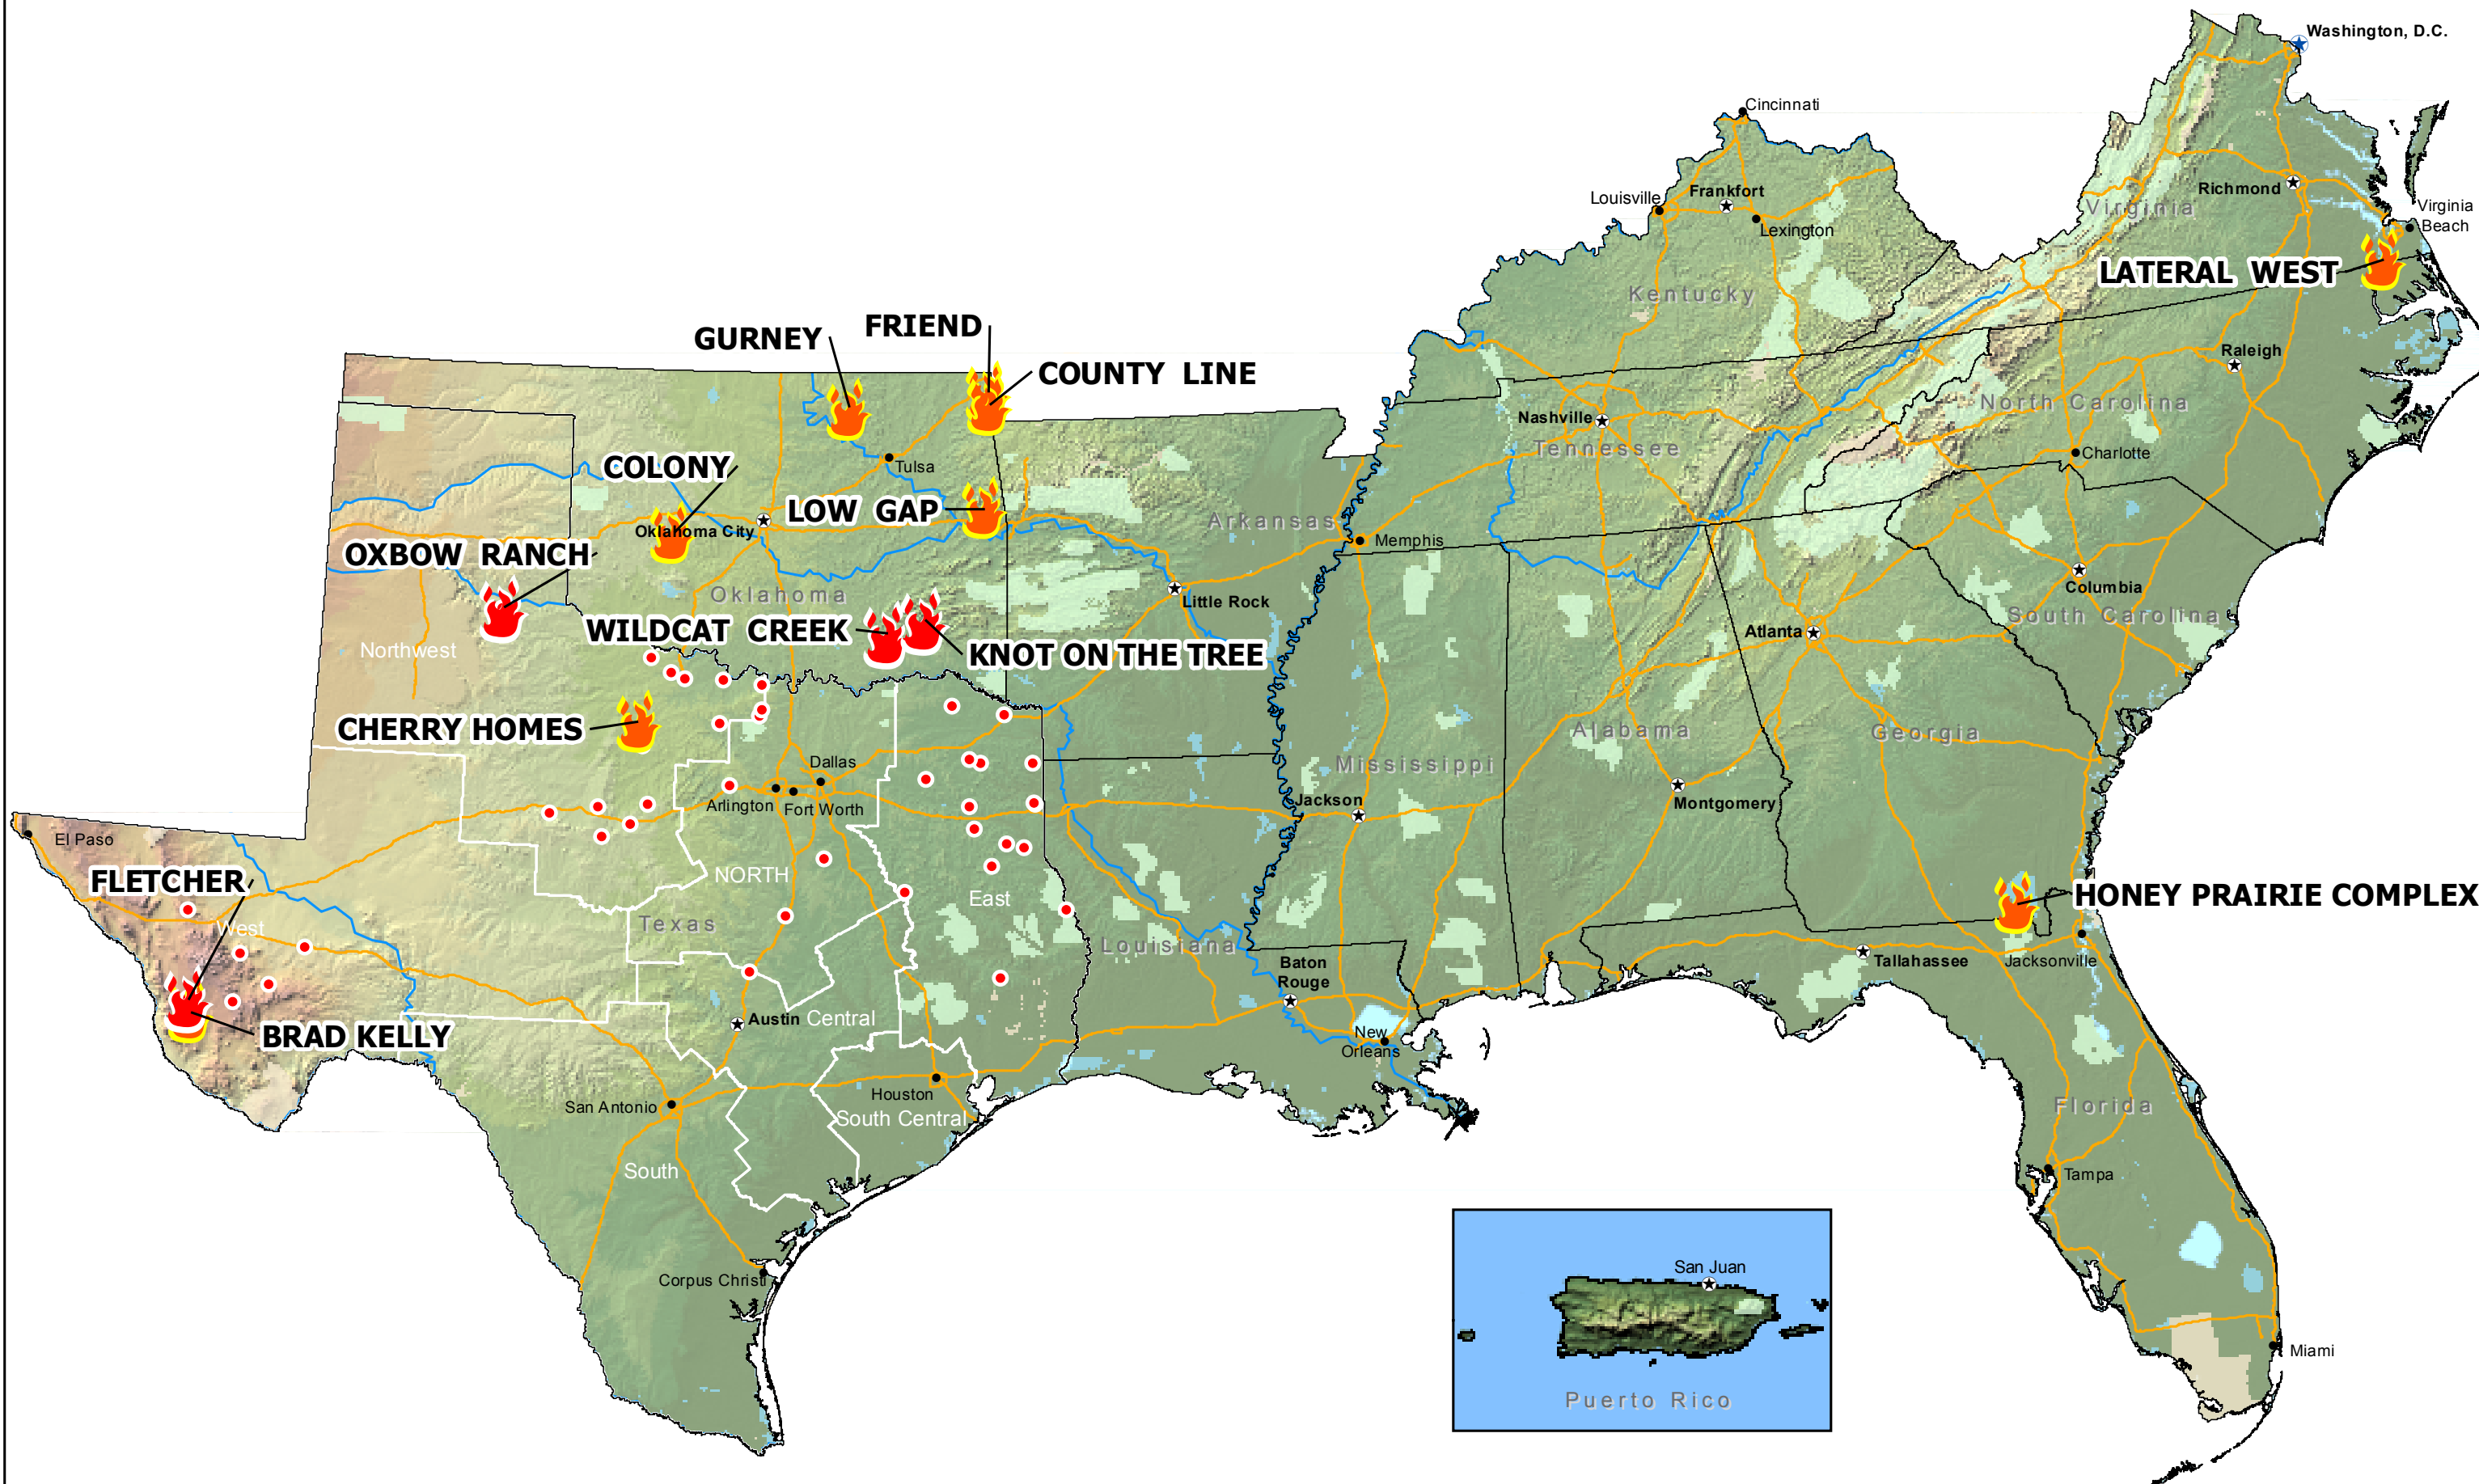 Washington, D.C.
Cincinnati
Louisville
Frankfort
Lexington
Richmond
Virginia
Virginia
Beach
LATERAL WEST
Kentucky
GURNEY
FRIEND
COUNTY LINE
Raleigh
North Carolina
Nashville
Tennessee
Charlotte
COLONY
Tulsa
LOW GAP
Oklahoma City
Arkansas
Memphis
OXBOW RANCH
Oklahoma
Little Rock
Columbia
South Carolina
WILDCAT CREEK
KNOT ON THE TREE
Atlanta
Northwest
CHERRY HOMES
Alabama
Georgia
Mississippi
Dallas
Arlington
Fort Worth
Jackson
Montgomery
El Paso
FLETCHER
NORTH
East
HONEY PRAIRIE COMPLEX
West
Texas
Louisiana
Baton
Rouge
Tallahassee
Jacksonville
Austin
Central
BRAD KELLY
New
Orleans
Houston
San Antonio
South Central
Florida
South
Tampa
Corpus Christi
San Juan
Miami
Puerto Rico